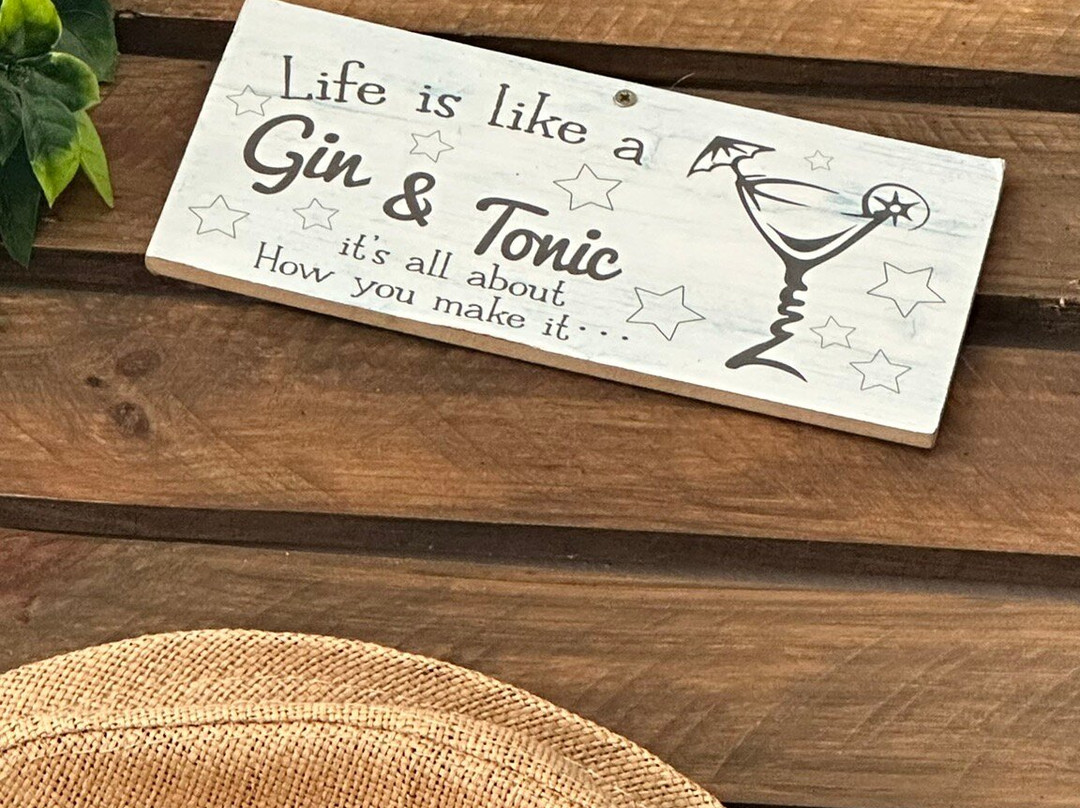 Life is like a
Gin & Tonic
it's all about
How you make it...